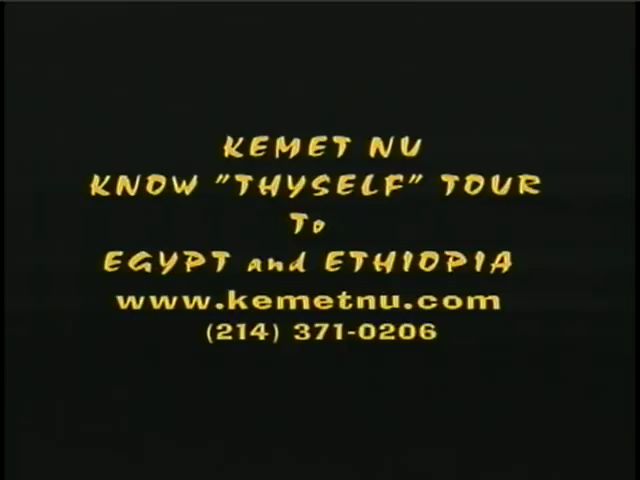 KEMET NU
KNOW "THYSELF" TOUR
To
EGYPT and ETHIOPIA
www.kemetnu.com
(214) 371-0206